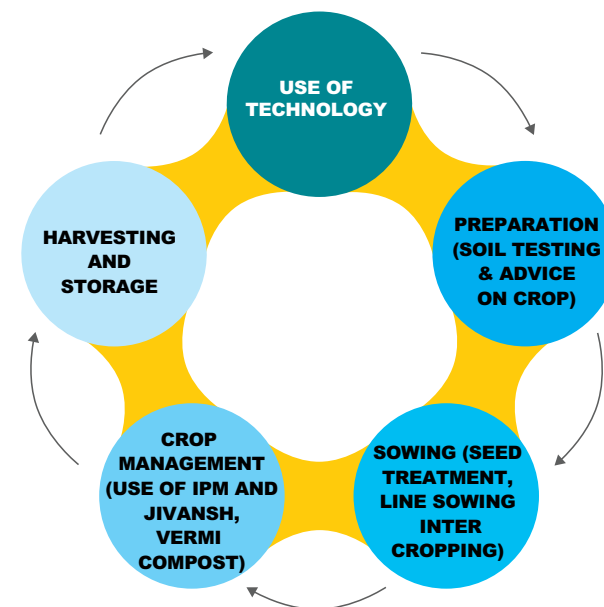 USE OF
TECHNOLOGY
PREPARATION
(SOIL TESTING
& ADVICE
ON CROP)
SOWING (SEED
TREATMENT,
LINE SOWING
INTER
CROPPING)
CROP
MANAGEMENT
(USE OF IPM AND
JIVANSH,
VERMI
COMPOST)
HARVESTING
AND
STORAGE